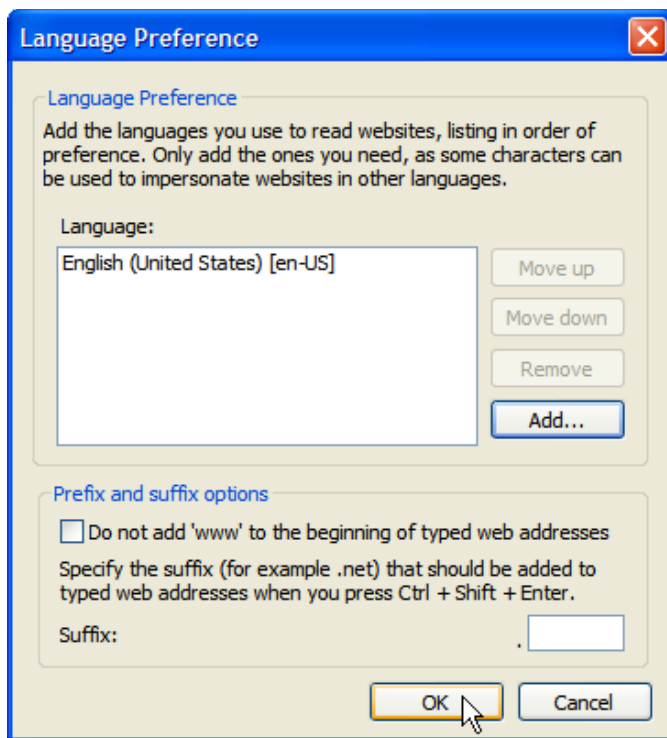 Language Preference
Language Preference
Add the languages you use to read websites, listing in order of
preference. Only add the ones you need, as some characters can
be used to impersonate websites in other languages.
Language:
English (United States) [en-US]
Move up
Move down
Remove
Add...
Prefix and suffix options
Do not add 'www' to the beginning of typed web addresses
Specify the suffix (for example .net) that should be added to
typed web addresses when you press Ctrl + Shift + Enter.
Suffix: .
OK Cancel